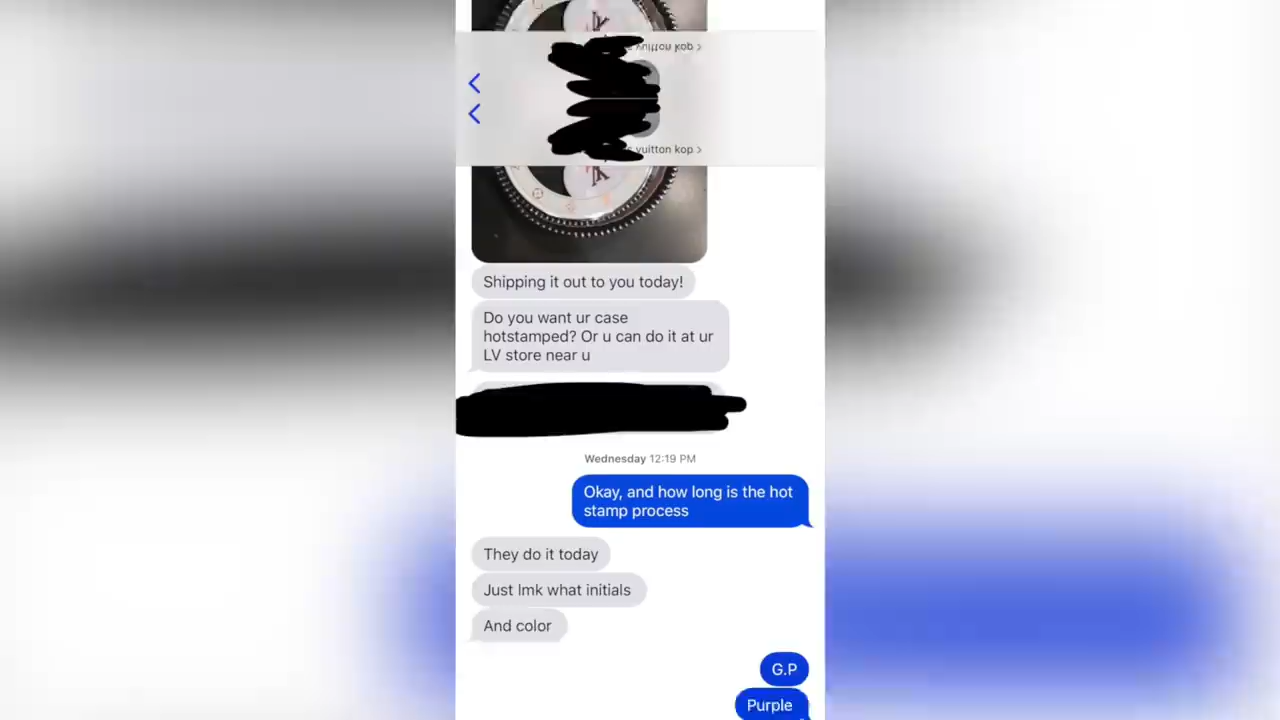 vuitton kop >
Shipping it out to you today!
Do you want ur case
hotstamped? Or u can do it at ur
LV store near u
Wednesday 12:19 PM
Okay, and how long is the hot
stamp process
They do it today
Just lmk what initials
And color
G.P
Purple